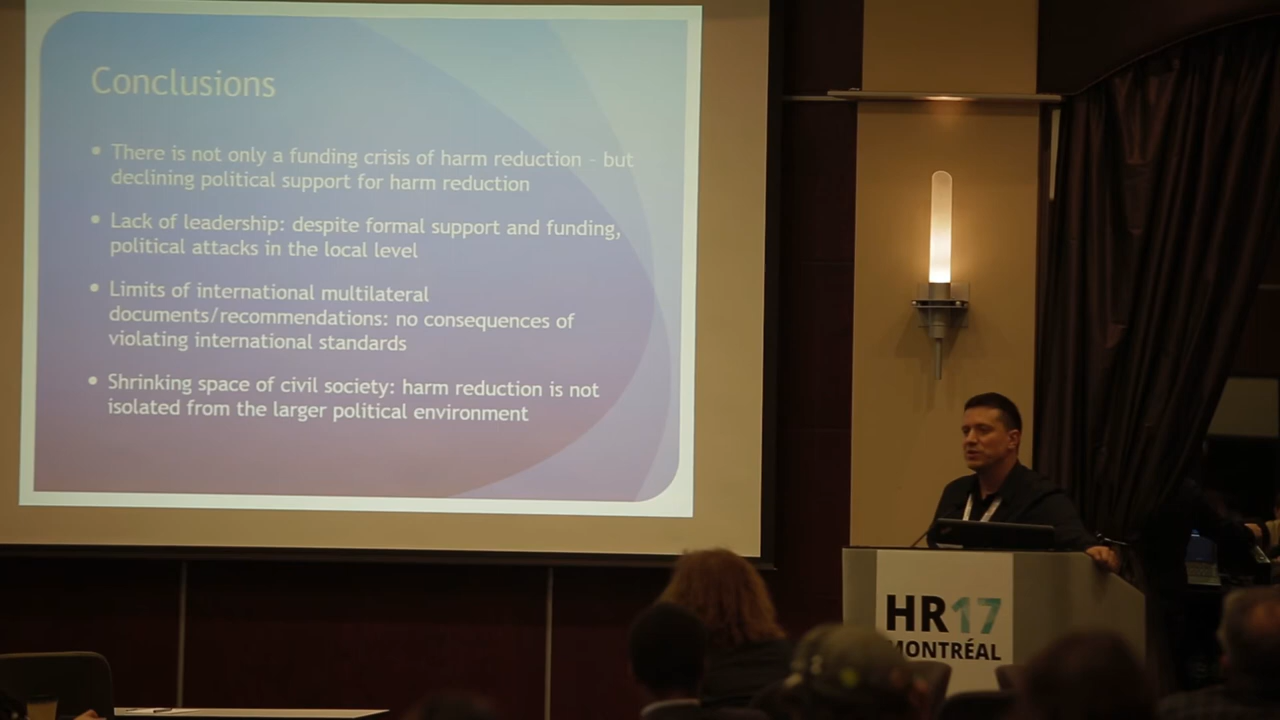 Conclusions
• There is not only a funding crisis of harm reduction - but
declining political support for harm reduction
• Lack of leadership: despite formal support and funding,
political attacks in the local level
• Limits of international multilateral
documents/recommendations: no consequences of
violating international standards
• Shrinking space of civil society: harm reduction is not
isolated from the larger political environment
HR17
MONTRÉAL